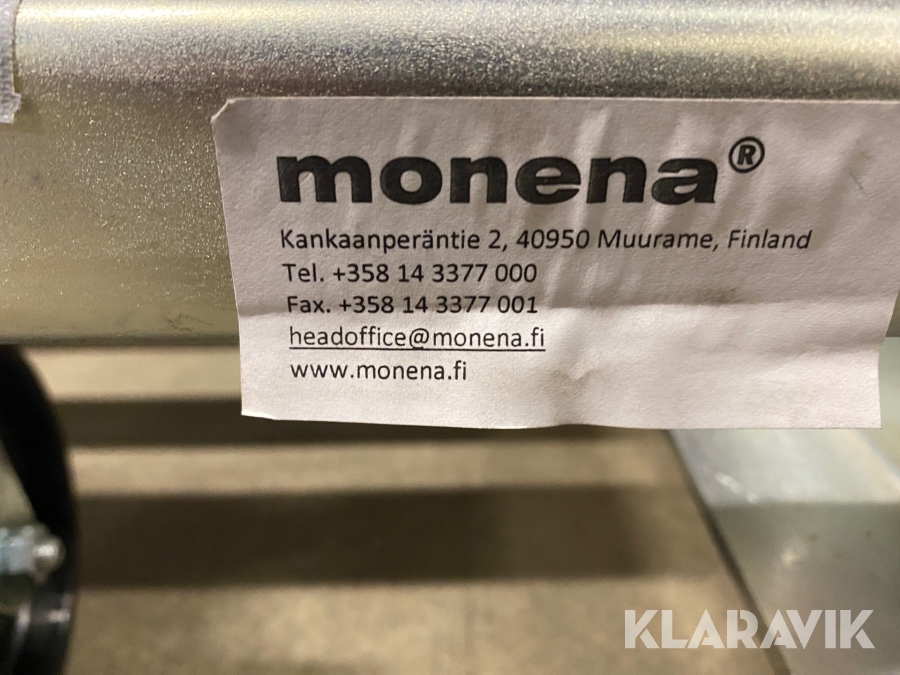 monena®
Kankaanperäntie 2, 40950 Muurame, Finland
Tel. +358 14 3377 000
Fax. +358 14 3377 001
headoffice@monena.fi
www.monena.fi
KLARAVIK